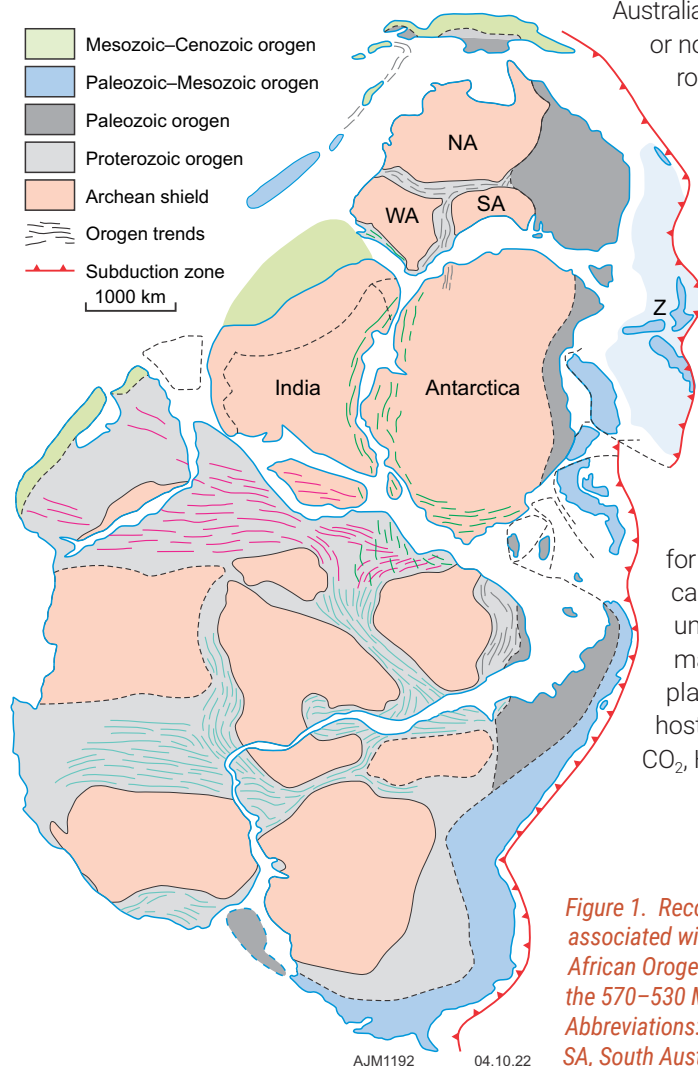 Australia
or no
ro
Mesozoic–Cenozoic orogen
Paleozoic–Mesozoic orogen
Paleozoic orogen
Proterozoic orogen
Archean shield
Orogen trends
Subduction zone
1000 km
NA
WA
SA
Z
India
Antarctica
for
ca
un
ma
pla
host
CO₂, H
Figure 1. Reco
associated wi
African Oroge
the 570–530 M
Abbreviations.
SA, South Aust
AJM1192 04.10.22